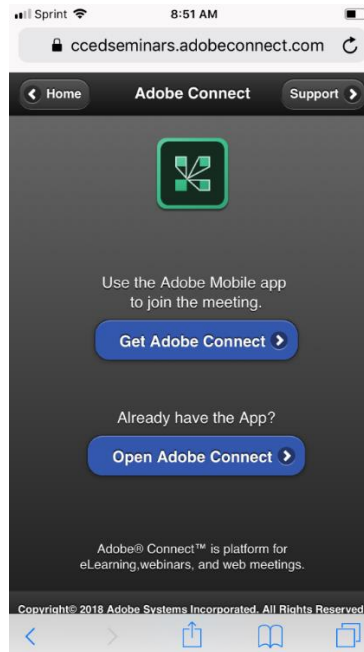 Sprint 8:51 AM
ccedseminars.adobeconnect.com
Home Adobe Connect Support
Use the Adobe Mobile app
to join the meeting.
Get Adobe Connect
Already have the App?
Open Adobe Connect
Adobe® Connect™ is platform for
eLearning,webinars, and web meetings.
Copyright© 2018 Adobe Systems Incorporated. All Rights Reserved